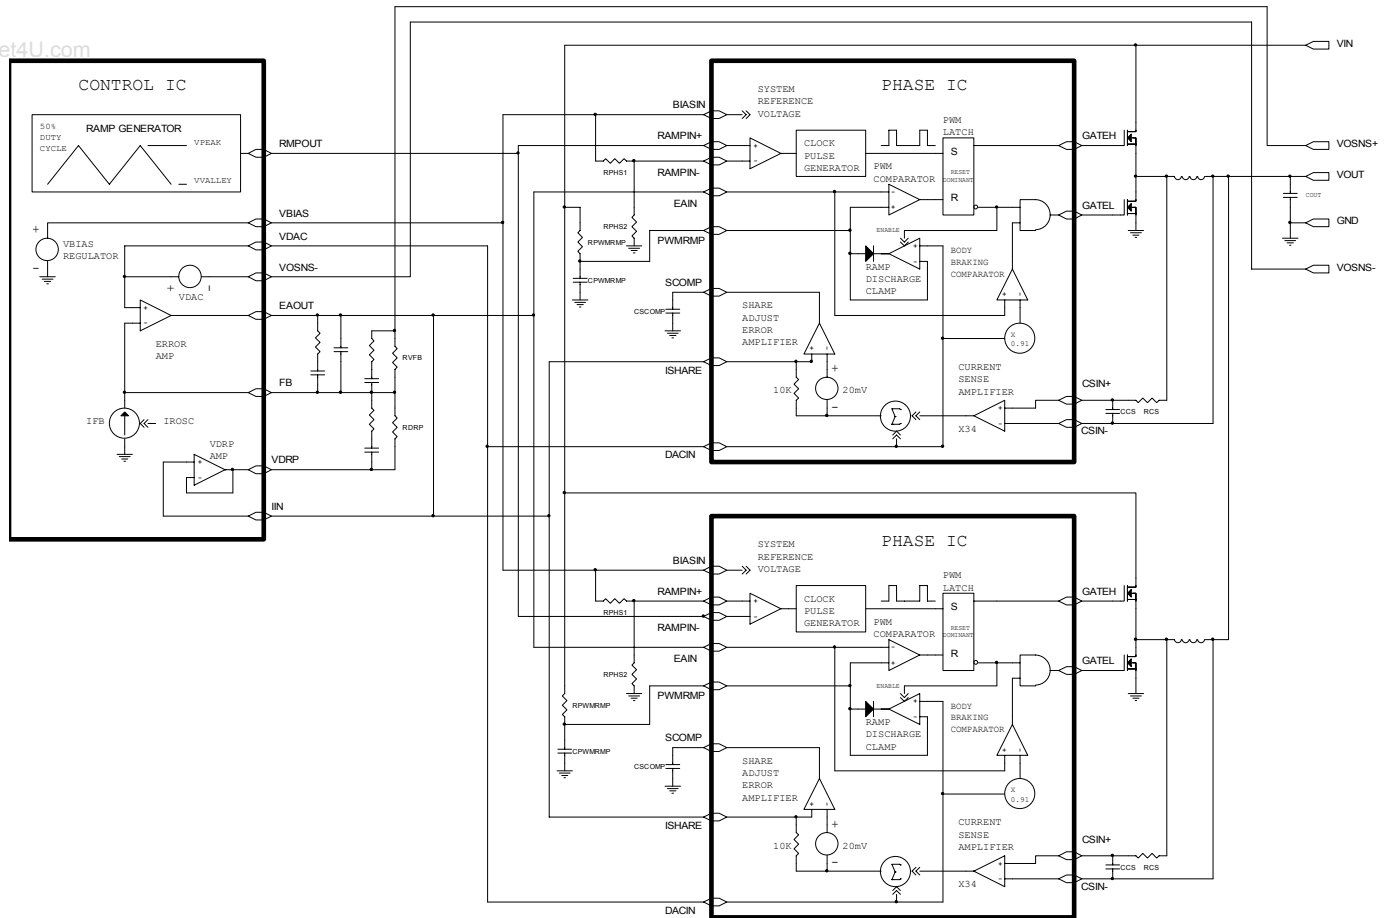 et4U.com
CONTROL IC
50%
DUTY
CYCLE
RAMP GENERATOR
VPEAK
VVALLEY
RMPOUT
VBIAS
VDAC
VOSNS-
EAOUT
FB
VDRP
IIN
+
-
VBIAS
REGULATOR
+
-
VDAC
+
-
ERROR
AMP
IFB
IROSC
VDRP
AMP
+
-
RVFB
RDRP
VIN
VOSNS+
VOUT
COUT
GND
VOSNS-
PHASE IC
BIASIN
RAMPIN+
RAMPIN-
EAIN
PWMRMP
SCOMP
ISHARE
DACIN
RPHS1
RPHS2
RPWMRMP
CPWMRMP
CSCOMP
SYSTEM
REFERENCE
VOLTAGE
+
-
CLOCK
PULSE
GENERATOR
PWM
LATCH
S
RESET
DOMINANT
R
PWM
COMPARATOR
-
+
ENABLE
+
-
RAMP
DISCHARGE
CLAMP
BODY
BRAKING
COMPARATOR
+
-
X
0.91
SHARE
ADJUST
ERROR
AMPLIFIER
+
-
10K
+
-
20mV
Σ
CURRENT
SENSE
AMPLIFIER
+
-
X34
GATEH
GATEL
CSIN+
CSIN-
CCS
RCS
PHASE IC
BIASIN
RAMPIN+
RAMPIN-
EAIN
PWMRMP
SCOMP
ISHARE
DACIN
RPHS1
RPHS2
RPWMRMP
CPWMRMP
CSCOMP
SYSTEM
REFERENCE
VOLTAGE
+
-
CLOCK
PULSE
GENERATOR
PWM
LATCH
S
RESET
DOMINANT
R
PWM
COMPARATOR
-
+
ENABLE
+
-
RAMP
DISCHARGE
CLAMP
BODY
BRAKING
COMPARATOR
+
-
X
0.91
SHARE
ADJUST
ERROR
AMPLIFIER
+
-
10K
+
-
20mV
Σ
CURRENT
SENSE
AMPLIFIER
+
-
X34
GATEH
GATEL
CSIN+
CSIN-
CCS
RCS